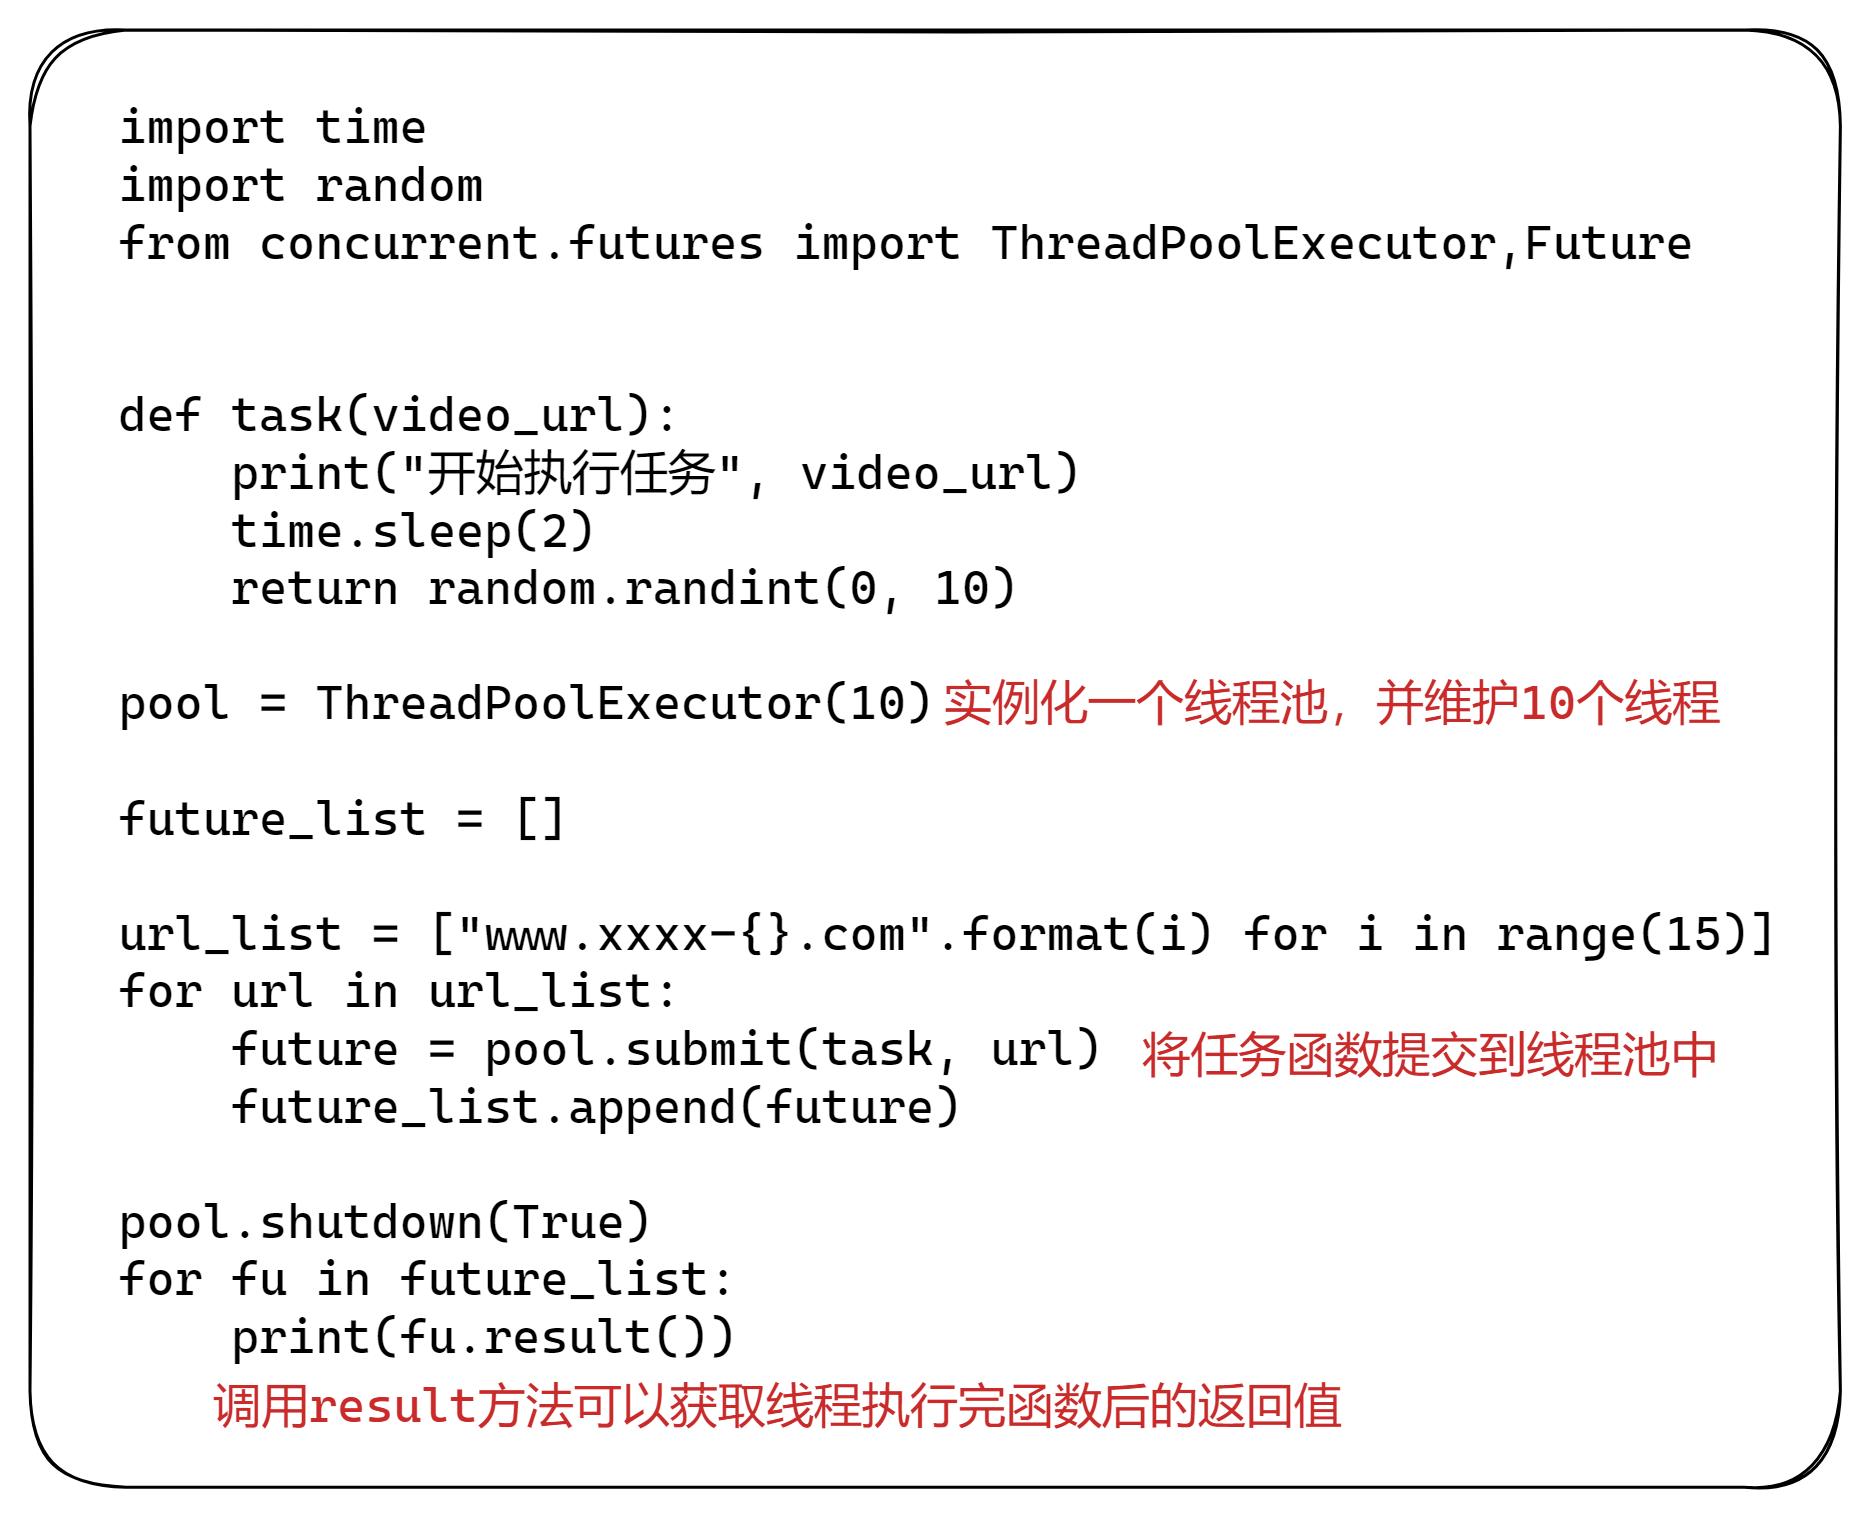 import time
import random
from concurrent.futures import ThreadPoolExecutor,Future
def task(video_url):
    print("开始执行任务", video_url)
    time.sleep(2)
    return random.randint(0, 10)
pool = ThreadPoolExecutor(10) 实例化一个线程池，并维护10个线程
future_list = []
url_list = ["www.xxxx-{}.com".format(i) for i in range(15)]
for url in url_list:
    future = pool.submit(task, url) 将任务函数提交到线程池中
    future_list.append(future)
pool.shutdown(True)
for fu in future_list:
    print(fu.result())
调用result方法可以获取线程执行完函数后的返回值